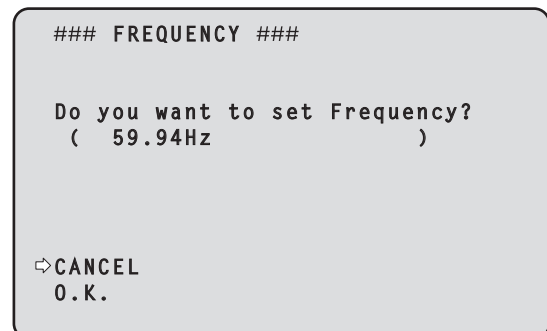 ### FREQUENCY ###
Do you want to set Frequency?
( 59.94Hz )
⇨CANCEL
O.K.